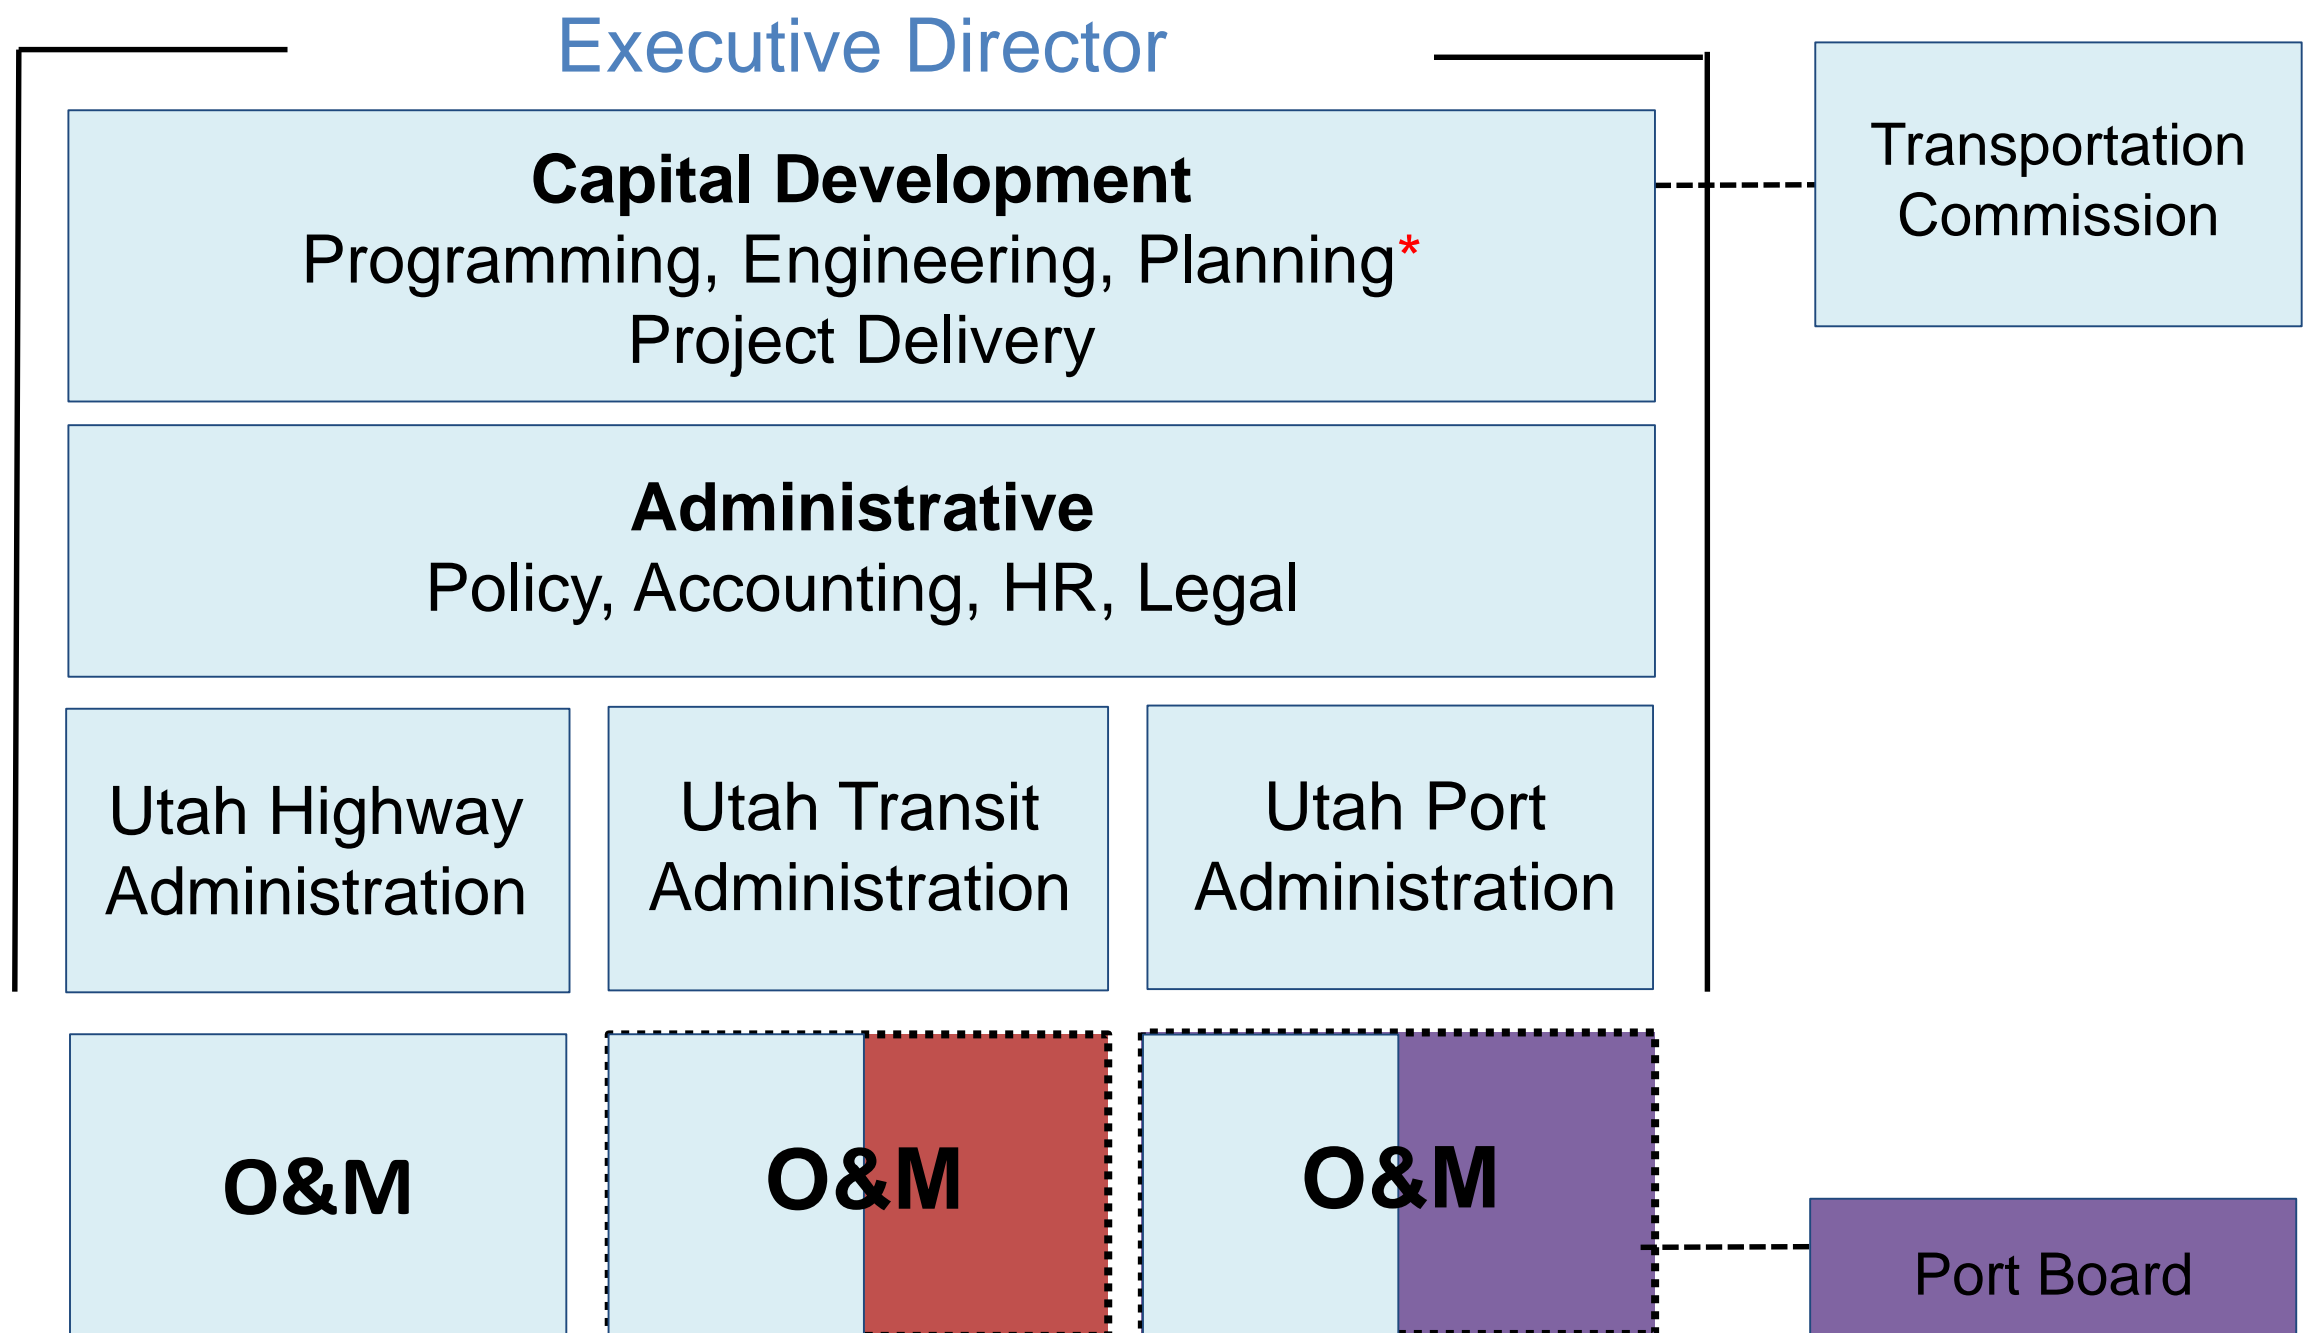 Executive Director
Capital Development
Programming, Engineering, Planning*
Project Delivery
Transportation
Commission
Administrative
Policy, Accounting, HR, Legal
Utah Highway
Administration
Utah Transit
Administration
Utah Port
Administration
O&M
O&M
O&M
Port Board